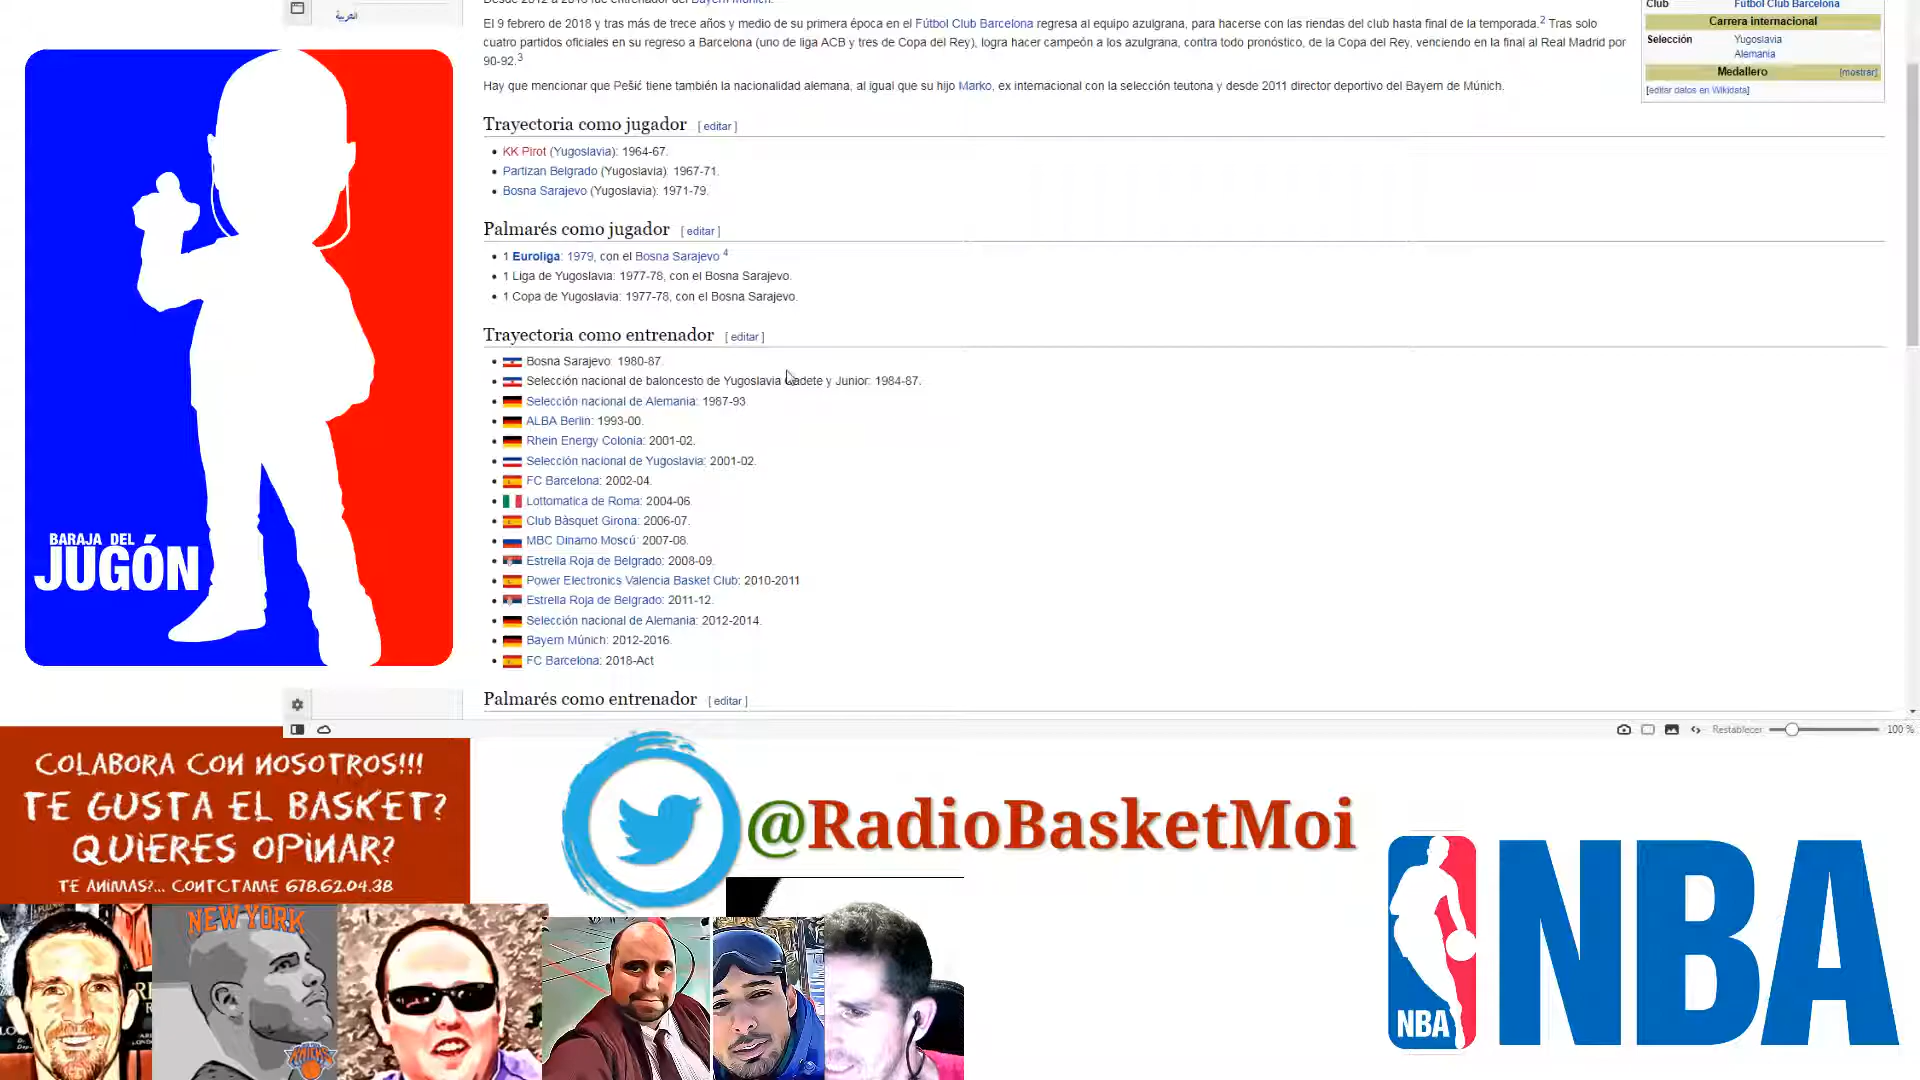 العربية
El 9 febrero de 2018 y tras más de trece años y medio de su primera época en el Fútbol Club Barcelona regresa al equipo azulgrana, para hacerse con las riendas del club hasta final de la temporada.2 Tras solo
cuatro partidos oficiales en su regreso a Barcelona (uno de liga ACB y tres de Copa del Rey), logra hacer campeón a los azulgrana, contra todo pronóstico, de la Copa del Rey, venciendo en la final al Real Madrid por
90-92.3
Hay que mencionar que Pešić tiene también la nacionalidad alemana, al igual que su hijo Marko, ex internacional con la selección teutona y desde 2011 director deportivo del Bayern de Múnich.
Club Fútbol Club Barcelona
Carrera internacional
Selección Yugoslavia
Alemania
Medallero [mostrar]
[editar datos en Wikidata]
Trayectoria como jugador [ editar ]
• KK Pirot (Yugoslavia): 1964-67.
• Partizan Belgrado (Yugoslavia): 1967-71.
• Bosna Sarajevo (Yugoslavia): 1971-79.
Palmarés como jugador [ editar ]
• 1 Euroliga: 1979, con el Bosna Sarajevo 4
• 1 Liga de Yugoslavia: 1977-78, con el Bosna Sarajevo.
• 1 Copa de Yugoslavia: 1977-78, con el Bosna Sarajevo.
Trayectoria como entrenador [ editar ]
• Bosna Sarajevo: 1980-87.
• Selección nacional de baloncesto de Yugoslavia Cadete y Junior: 1984-87.
• Selección nacional de Alemania: 1987-93.
• ALBA Berlin: 1993-00.
• Rhein Energy Colonia: 2001-02.
• Selección nacional de Yugoslavia: 2001-02.
• FC Barcelona: 2002-04.
• Lottomatica de Roma: 2004-06.
• Club Bàsquet Girona: 2006-07.
• MBC Dinamo Moscú: 2007-08.
• Estrella Roja de Belgrado: 2008-09.
• Power Electronics Valencia Basket Club: 2010-2011
• Estrella Roja de Belgrado: 2011-12.
• Selección nacional de Alemania: 2012-2014.
• Bayern Múnich: 2012-2016.
• FC Barcelona: 2018-Act
Palmarés como entrenador [ editar ]
Restablecer 100 %
BARAJA DEL
JUGÓN
COLABORA CON NOSOTROS!!!
TE GUSTA EL BASKET?
QUIERES OPINAR?
TE ANIMAS?... CONTCTAME 678.62.04.38
@RadioBasketMoi
NEW YORK
KNICKS
NBA
NBA